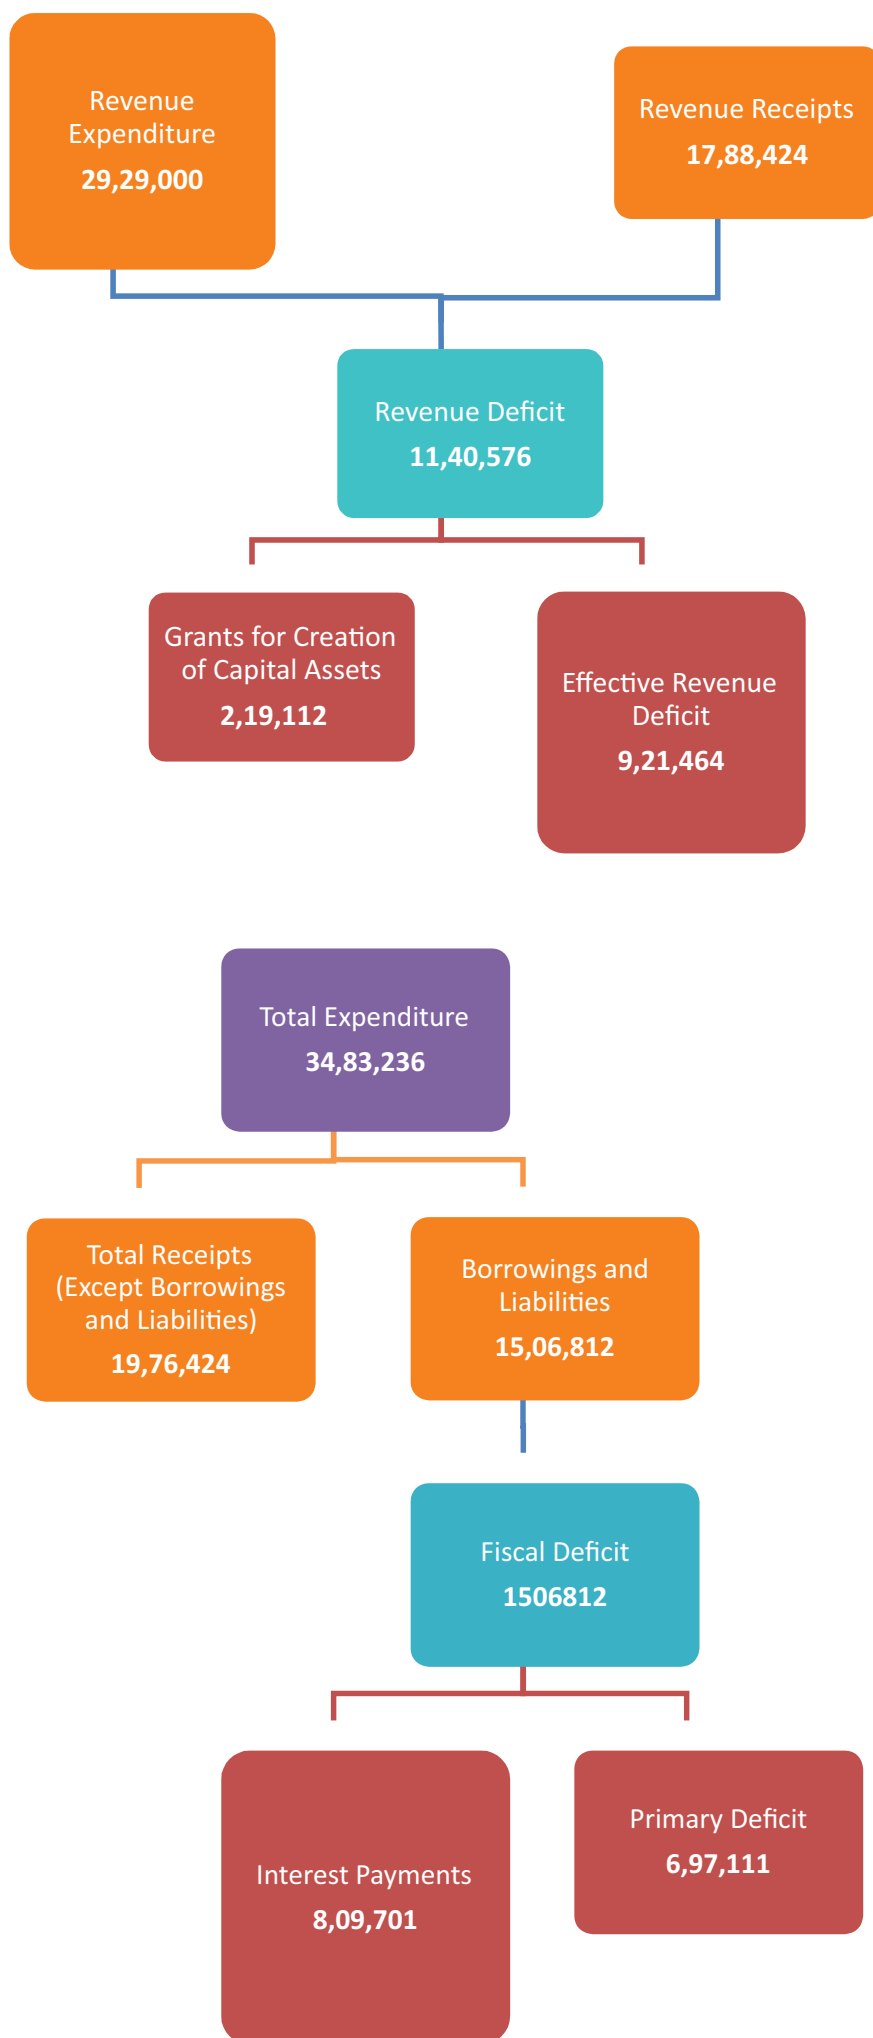 Revenue
Expenditure
29,29,000
Revenue Receipts
17,88,424
Revenue Deficit
11,40,576
Grants for Creation
of Capital Assets
2,19,112
Effective Revenue
Deficit
9,21,464
Total Expenditure
34,83,236
Total Receipts
(Except Borrowings
and Liabilities)
19,76,424
Borrowings and
Liabilities
15,06,812
Fiscal Deficit
1506812
Interest Payments
8,09,701
Primary Deficit
6,97,111